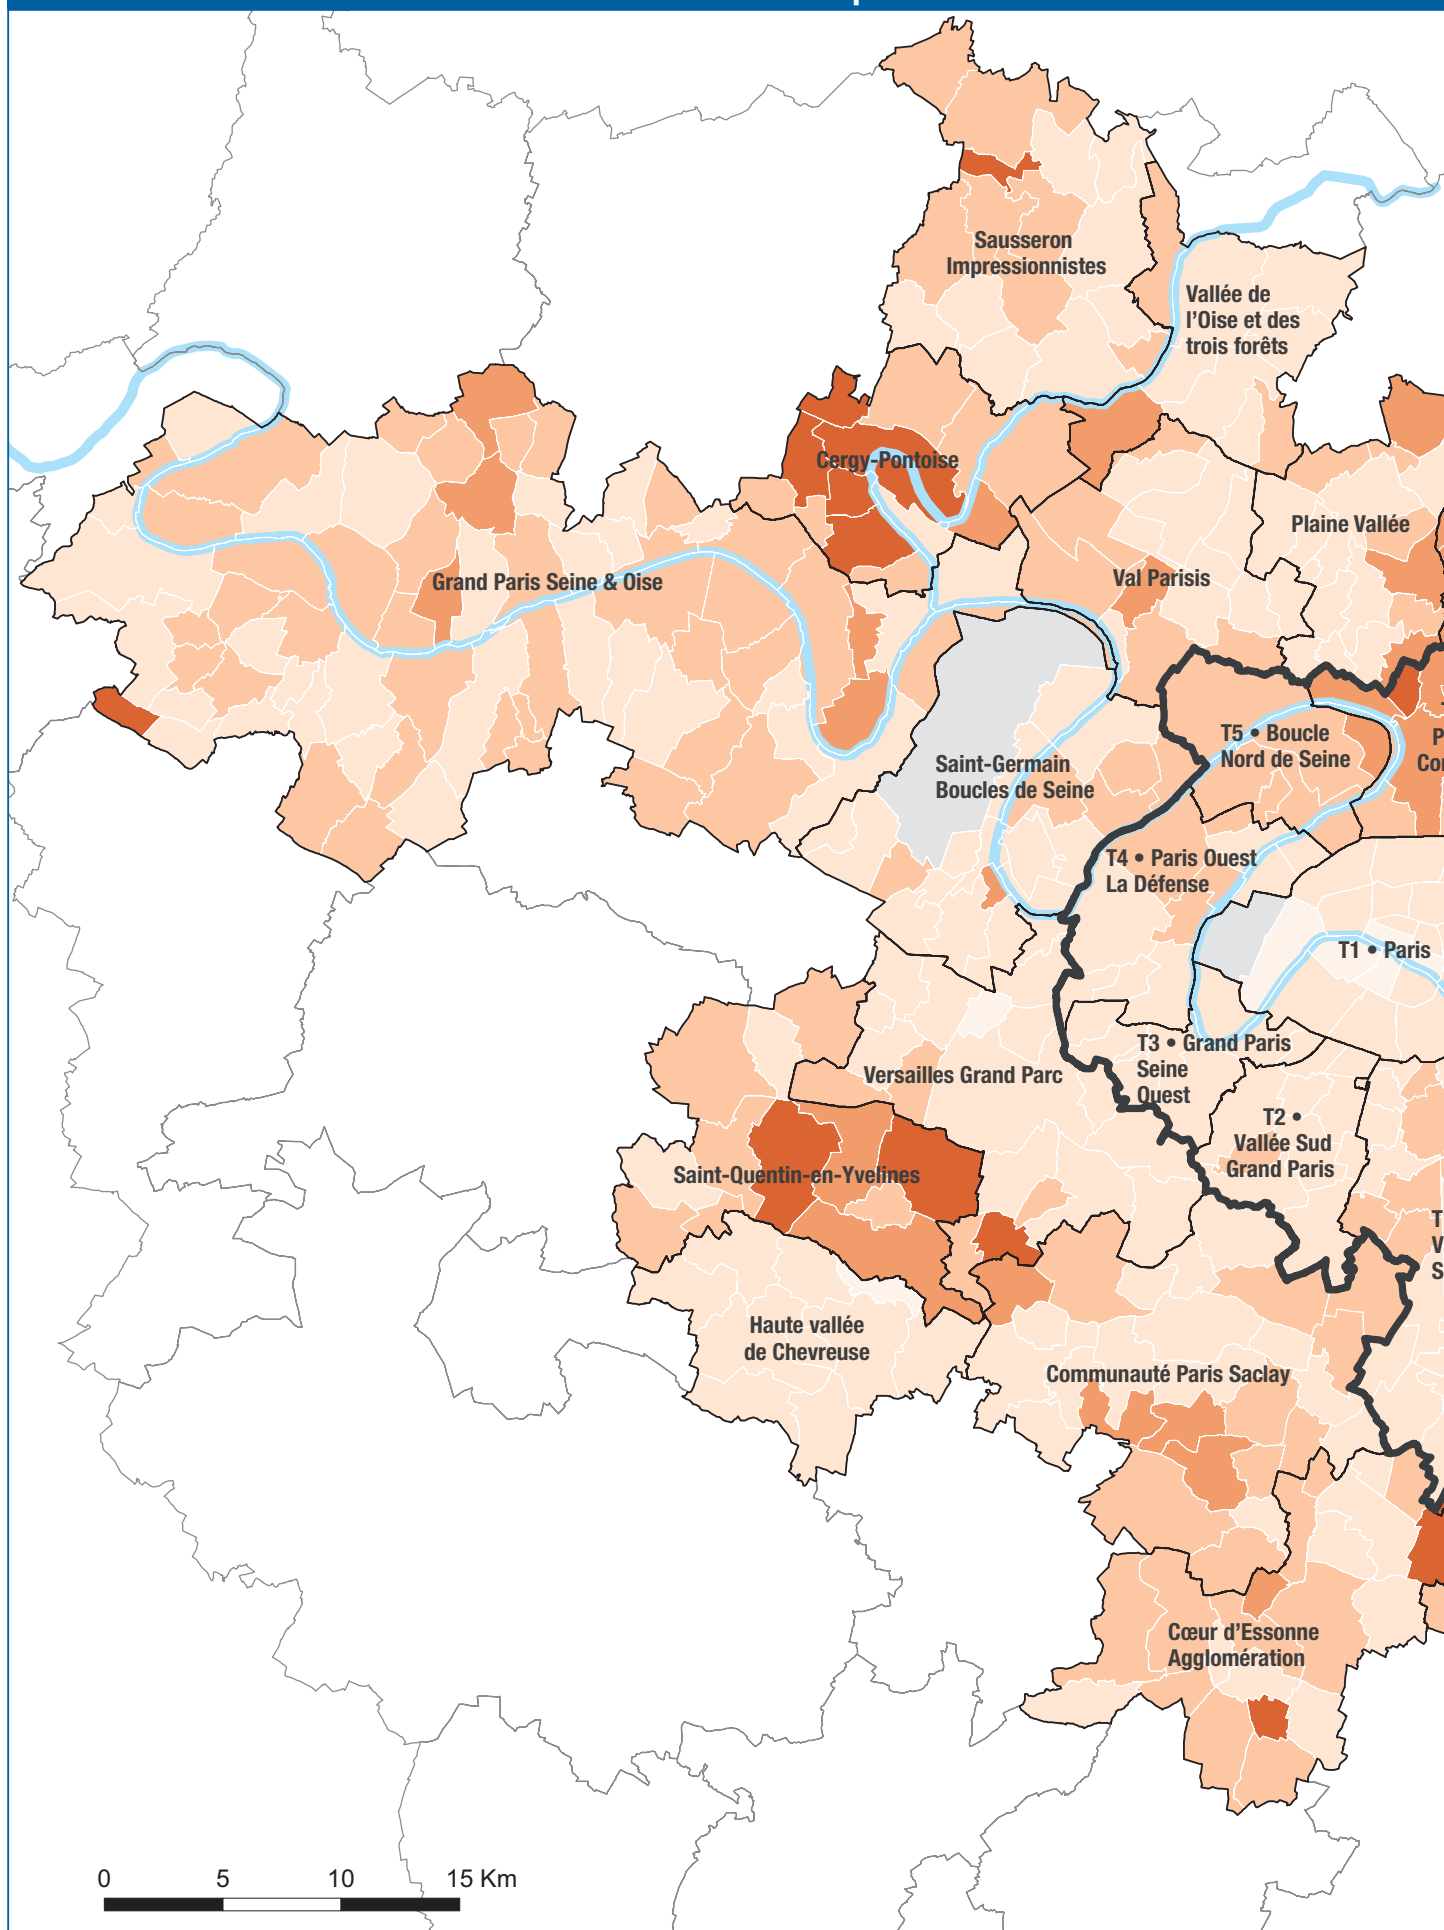 Sausseron
Impressionnistes
Vallée de
l'Oise et des
trois forêts
Cergy-Pontoise
Plaine Vallée
Grand Paris Seine & Oise
Val Parisis
T5 • Boucle
Nord de Seine
P
Cor
Saint-Germain
Boucles de Seine
T4 • Paris Ouest
La Défense
T1 • Paris
T3 • Grand Paris
Seine
Ouest
Versailles Grand Parc
T2 •
Vallée Sud
Grand Paris
Saint-Quentin-en-Yvelines
T
V
S
Haute vallée
de Chevreuse
Communauté Paris Saclay
Cœur d'Essonne
Agglomération
0 5 10 15 Km